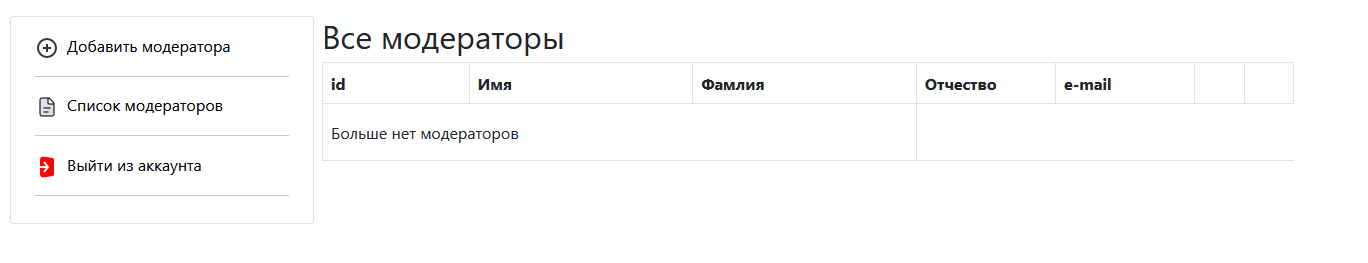 Добавить модератора
Список модераторов
Выйти из аккаунта
Все модераторы
id Имя Фамлия Отчество e-mail
Больше нет модераторов